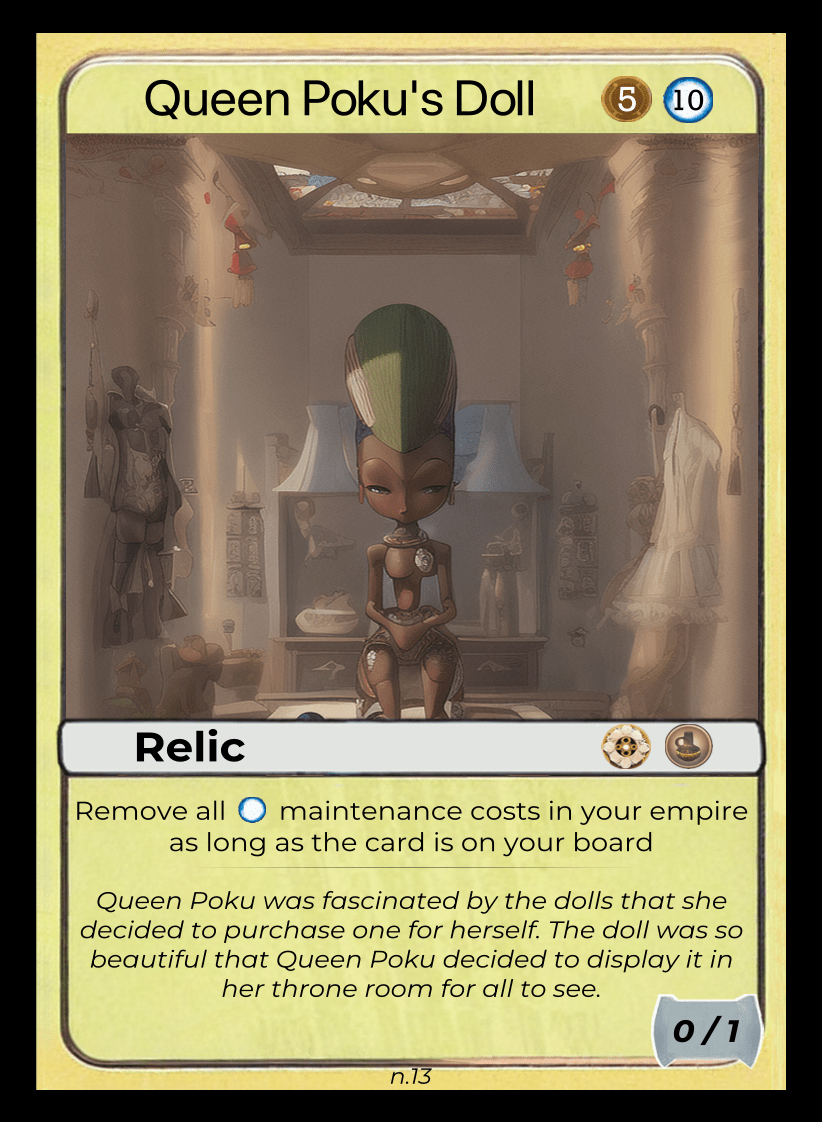 Queen Poku's Doll 5 10
Relic
Remove all maintenance costs in your empire
as long as the card is on your board
Queen Poku was fascinated by the dolls that she
decided to purchase one for herself. The doll was so
beautiful that Queen Poku decided to display it in
her throne room for all to see.
0 / 1
n.13